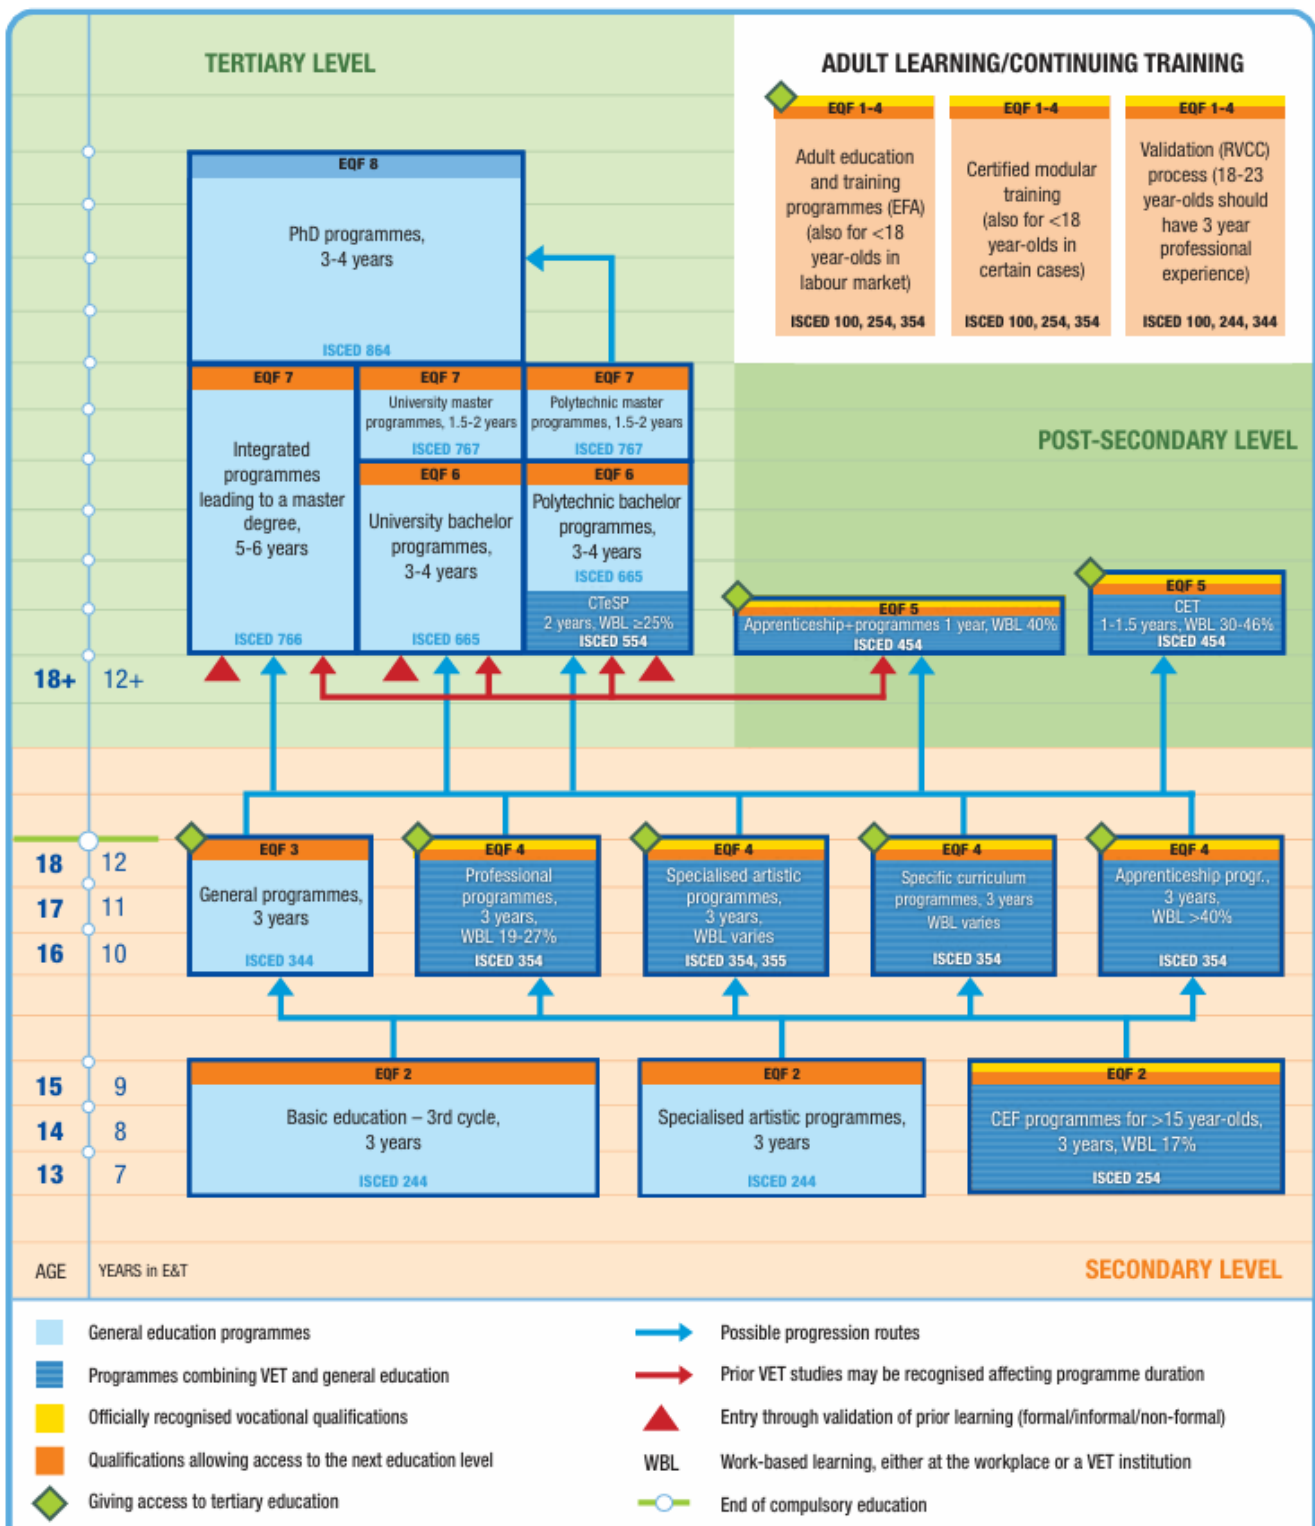 TERTIARY LEVEL
ADULT LEARNING/CONTINUING TRAINING
EQF 1-4
Adult education
and training
programmes (EFA)
(also for <18
year-olds in
labour market)
ISCED 100, 254, 354
EQF 1-4
Certified modular
training
(also for <18
year-olds in
certain cases)
ISCED 100, 254, 354
EQF 1-4
Validation (RVCC)
process (18-23
year-olds should
have 3 year
professional
experience)
ISCED 100, 244, 344
EQF 8
PhD programmes,
3-4 years
ISCED 864
EQF 7
Integrated
programmes
leading to a master
degree,
5-6 years
ISCED 766
EQF 7
University master
programmes, 1.5-2 years
ISCED 767
EQF 6
University bachelor
programmes,
3-4 years
ISCED 665
EQF 7
Polytechnic master
programmes, 1.5-2 years
ISCED 767
EQF 6
Polytechnic bachelor
programmes,
3-4 years
ISCED 665
CTeSP
2 years, WBL ≥25%
ISCED 554
POST-SECONDARY LEVEL
EQF 5
Apprenticeship+programmes 1 year, WBL 40%
ISCED 454
EQF 5
CET
1-1.5 years, WBL 30-46%
ISCED 454
18+ 12+
18 12
17 11
16 10
EQF 3
General programmes,
3 years
ISCED 344
EQF 4
Professional
programmes,
3 years,
WBL 19-27%
ISCED 354
EQF 4
Specialised artistic
programmes,
3 years,
WBL varies
ISCED 354, 355
EQF 4
Specific curriculum
programmes, 3 years
WBL varies
ISCED 354
EQF 4
Apprenticeship progr.,
3 years,
WBL >40%
ISCED 354
15 9
14 8
13 7
EQF 2
Basic education – 3rd cycle,
3 years
ISCED 244
EQF 2
Specialised artistic programmes,
3 years
ISCED 244
EQF 2
CEF programmes for >15 year-olds,
3 years, WBL 17%
ISCED 254
AGE YEARS in E&T
SECONDARY LEVEL
General education programmes
Programmes combining VET and general education
Officially recognised vocational qualifications
Qualifications allowing access to the next education level
Giving access to tertiary education
Possible progression routes
Prior VET studies may be recognised affecting programme duration
Entry through validation of prior learning (formal/informal/non-formal)
WBL Work-based learning, either at the workplace or a VET institution
End of compulsory education